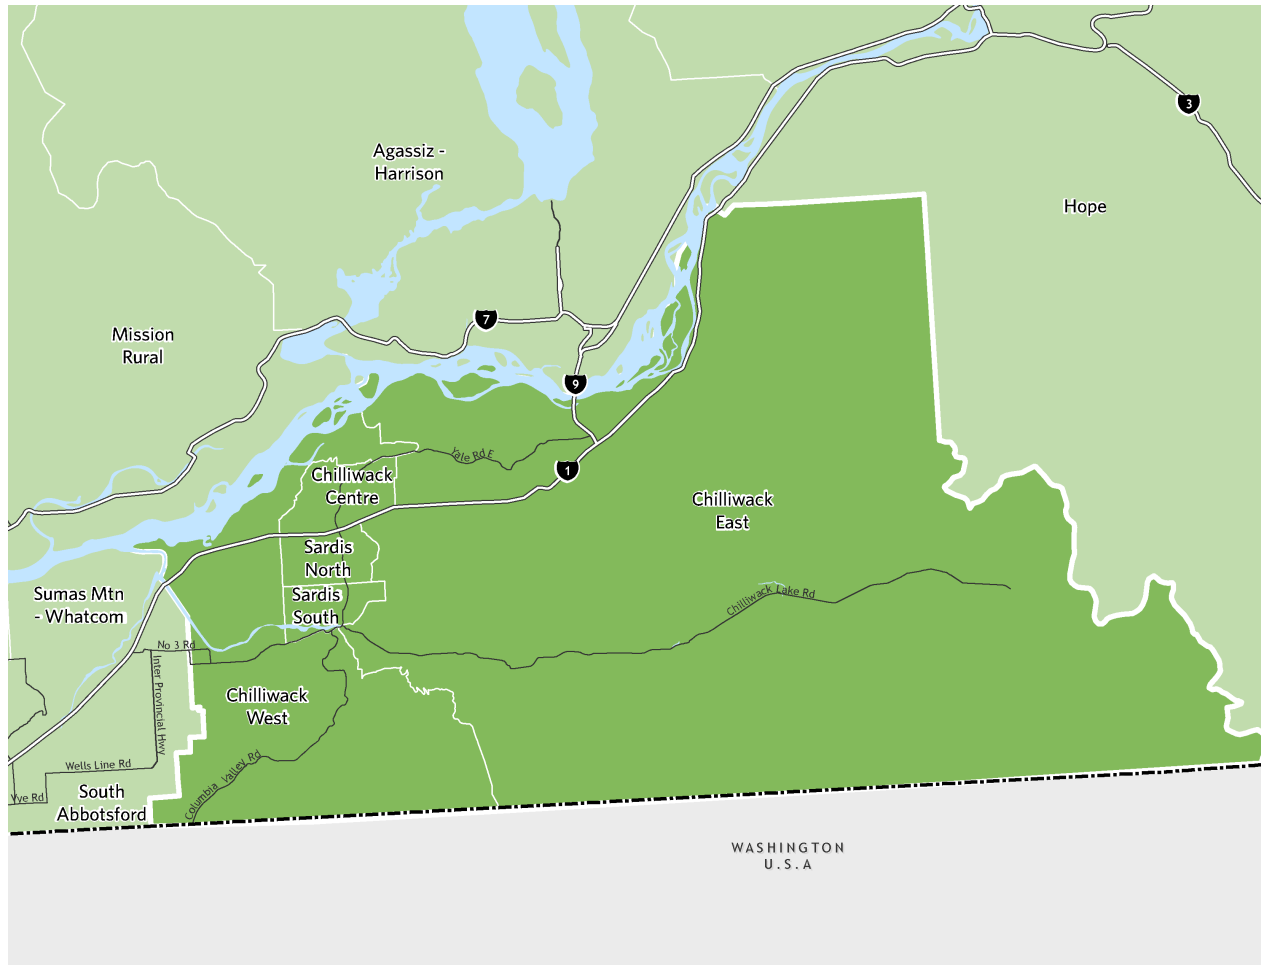 3
Agassiz -
Harrison
Hope
7
Mission
Rural
9
Yale Rd E
1
Chilliwack
Centre
Chilliwack
East
Sardis
North
Sumas Mtn
- Whatcom
Sardis
South
Chilliwack Lake Rd
No 3 Rd
Inter Provincial Hwy
Chilliwack
West
Columbia Valley Rd
Wells Line Rd
Vye Rd
South
Abbotsford
WASHINGTON
U.S.A